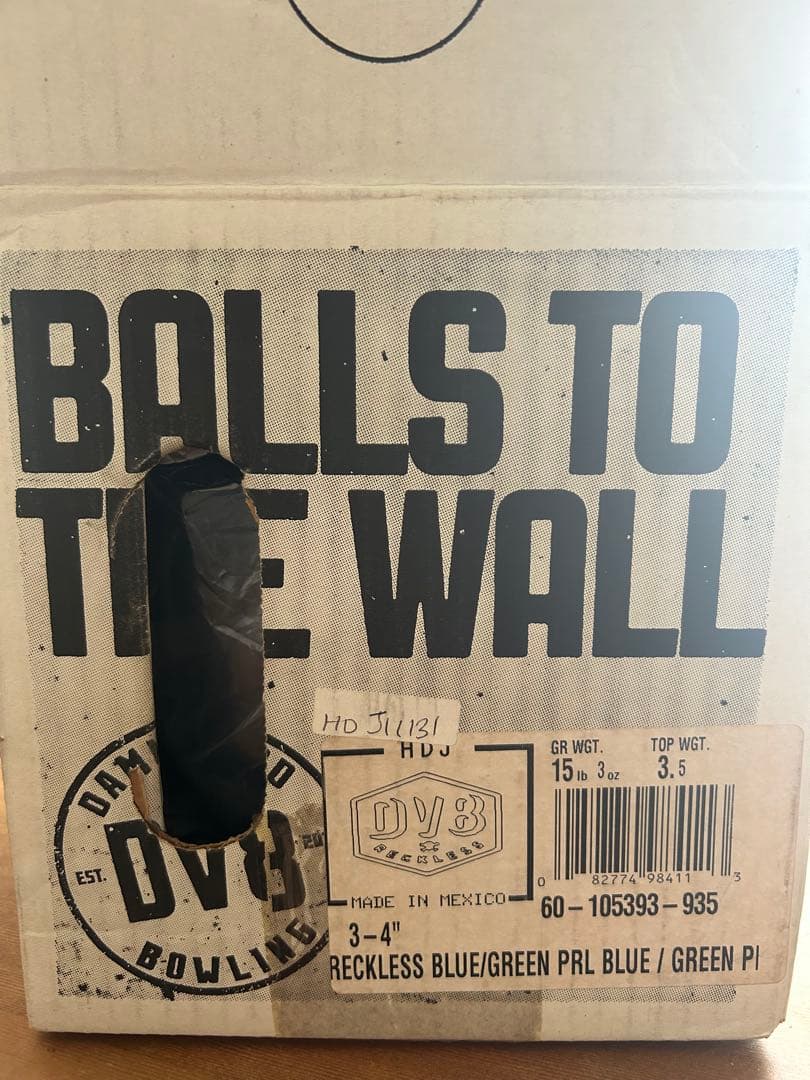 BALLS TO
THE WALL
HD J11131
HDJ
GR WGT. TOP WGT.
15 lb 3 oz 3.5
DV8
RECKLESS
0 82774 98411 3
MADE IN MEXICO
60-105393-935
3-4"
RECKLESS BLUE/GREEN PRL BLUE / GREEN
EST.
DV8
BOWLING